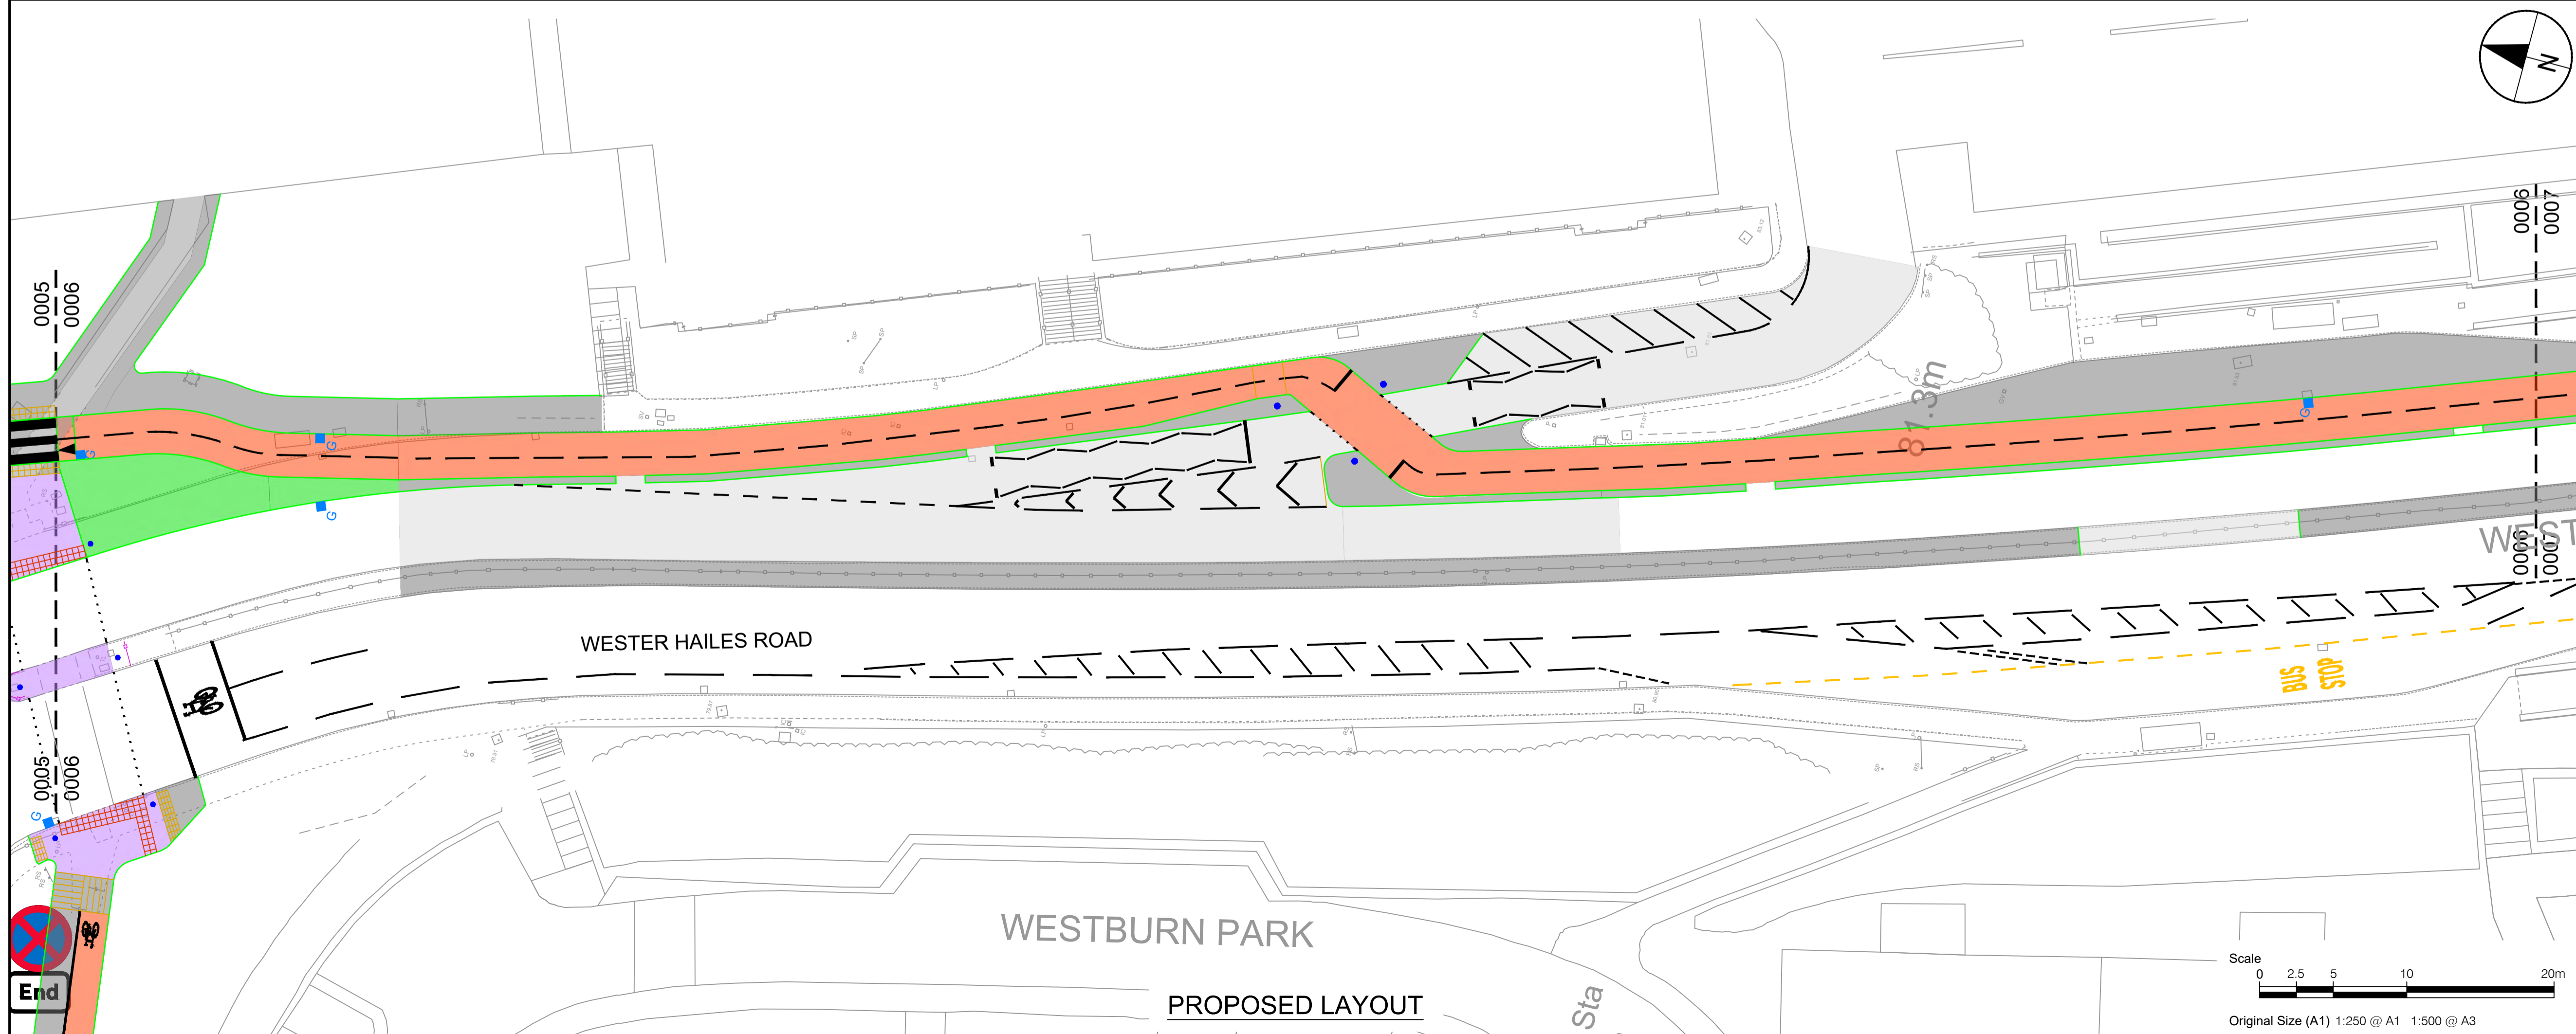 N
0005
0006
0006
0007
81.3m
G
G
G
G
WEST
0006
0007
WESTER HAILES ROAD
BUS
STOP
0005
0006
G
End
WESTBURN PARK
Sta
PROPOSED LAYOUT
Scale
0 2.5 5 10 20m
Original Size (A1) 1:250 @ A1 1:500 @ A3